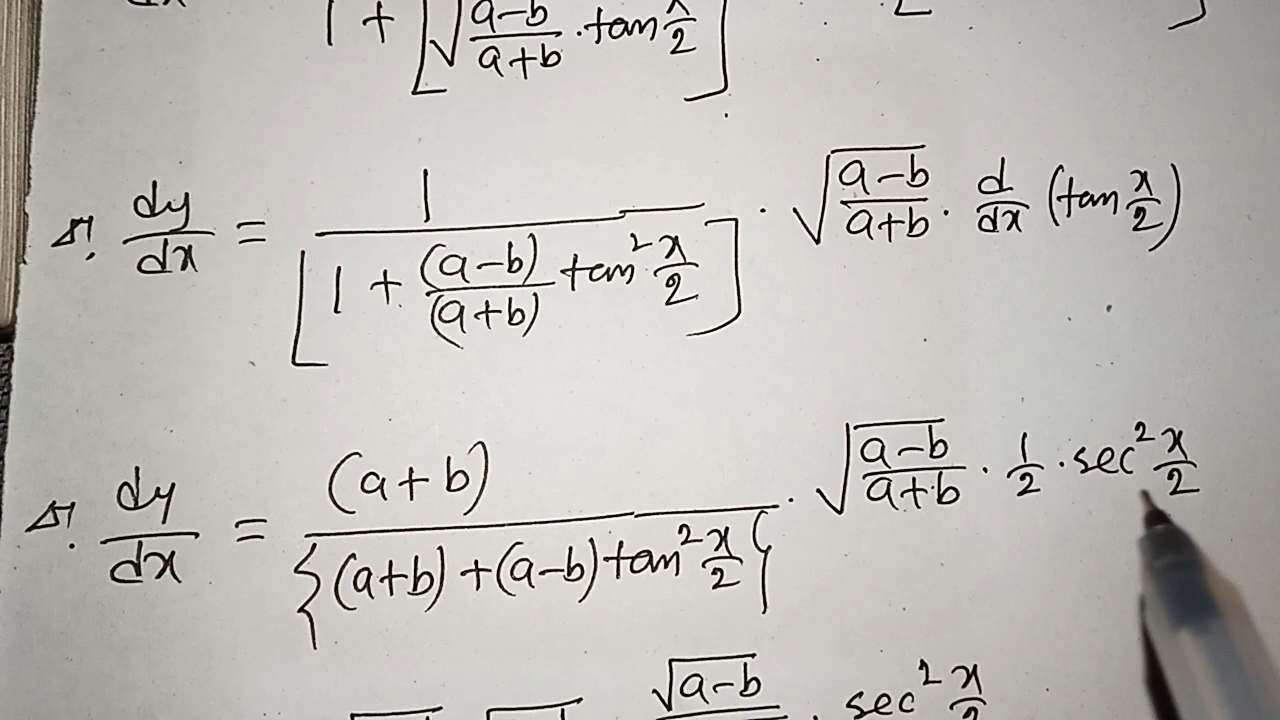 1 + [√(a-b)/(a+b) · tan x/2]
या, dy/dx = 1/[1 + (a-b)/(a+b) tan² x/2] · √(a-b)/(a+b) · d/dx (tan x/2)
या, dy/dx = (a+b)/{(a+b)+(a-b)tan² x/2} · √(a-b)/(a+b) · 1/2 · sec² x/2
√a-b · sec² x/2